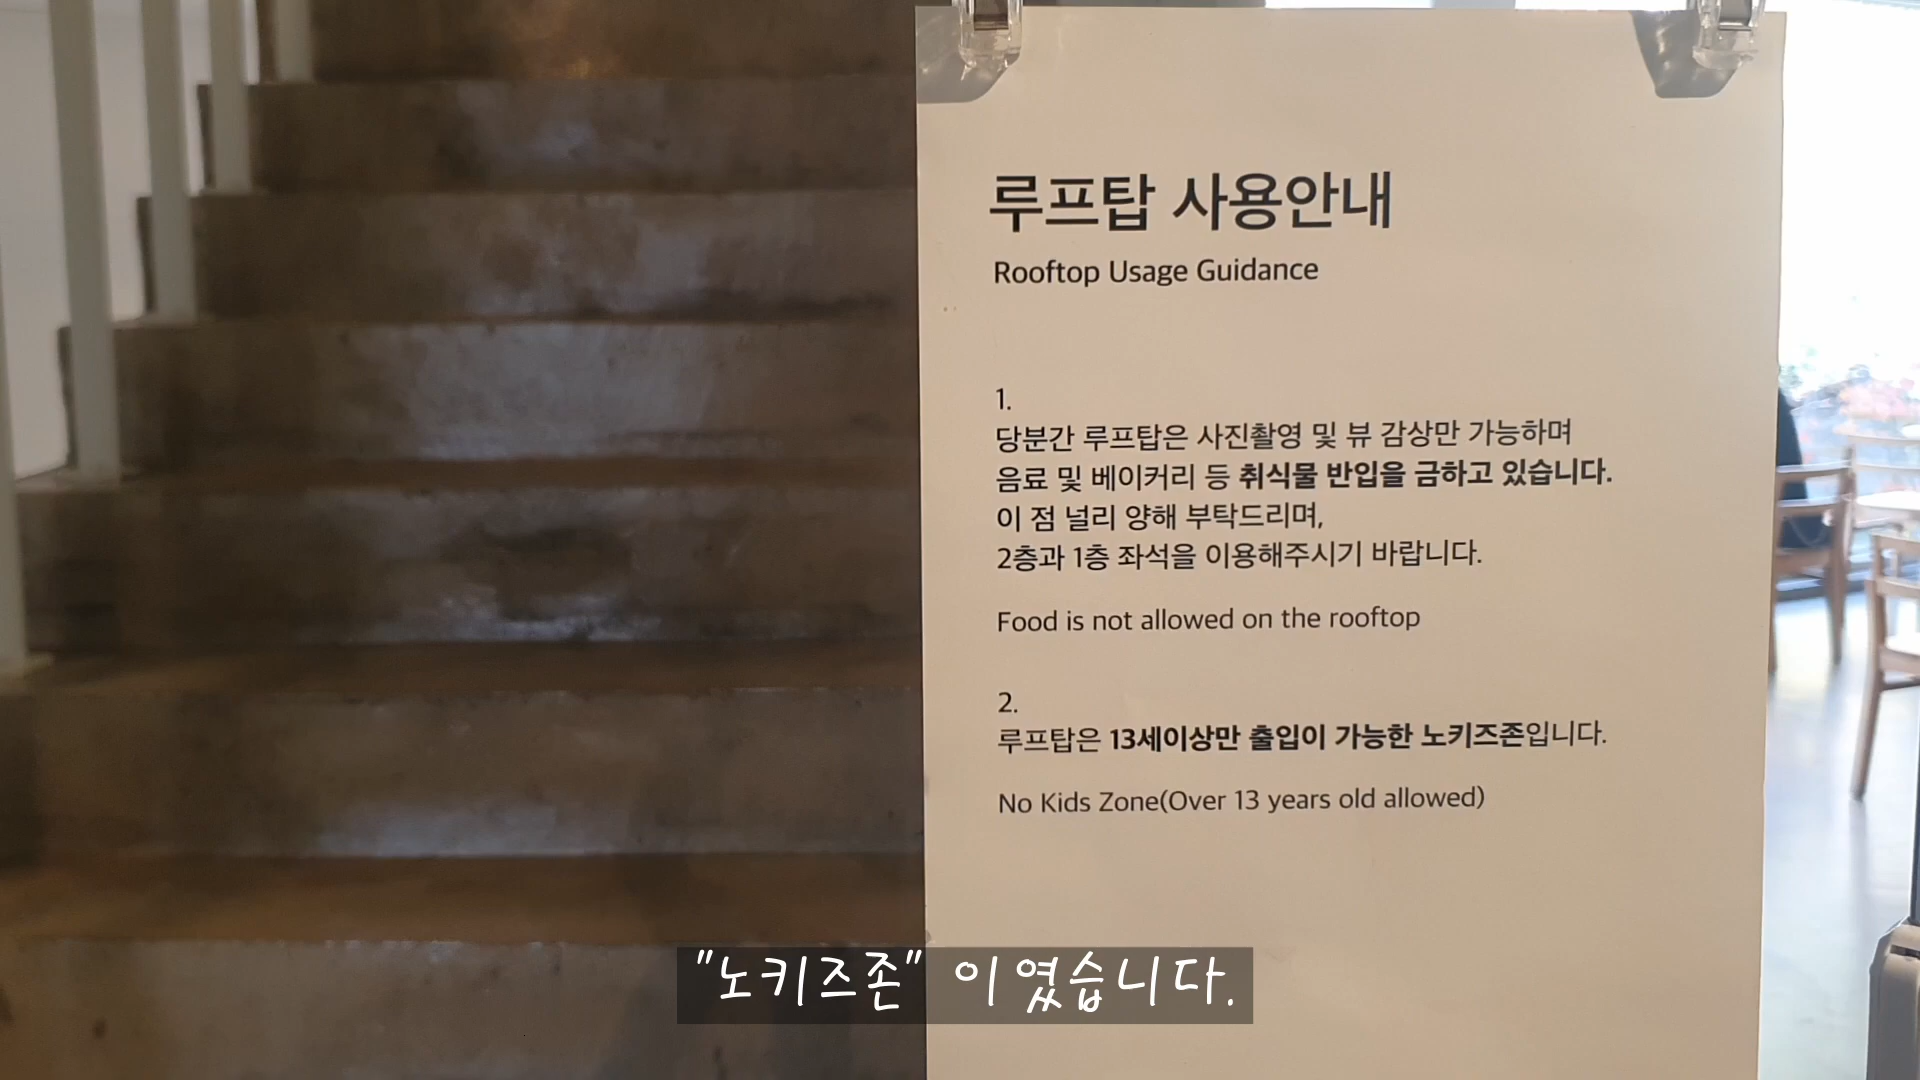 루프탑 사용안내
Rooftop Usage Guidance
1.
당분간 루프탑은 사진촬영 및 뷰 감상만 가능하며
음료 및 베이커리 등 취식물 반입을 금하고 있습니다.
이 점 널리 양해 부탁드리며,
2층과 1층 좌석을 이용해주시기 바랍니다.
Food is not allowed on the rooftop
2.
루프탑은 13세이상만 출입이 가능한 노키즈존입니다.
No Kids Zone(Over 13 years old allowed)
"노키즈존" 이였습니다.